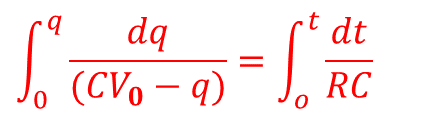 ∫₀^q dq/(CV₀ − q) = ∫ₒ^t dt/RC